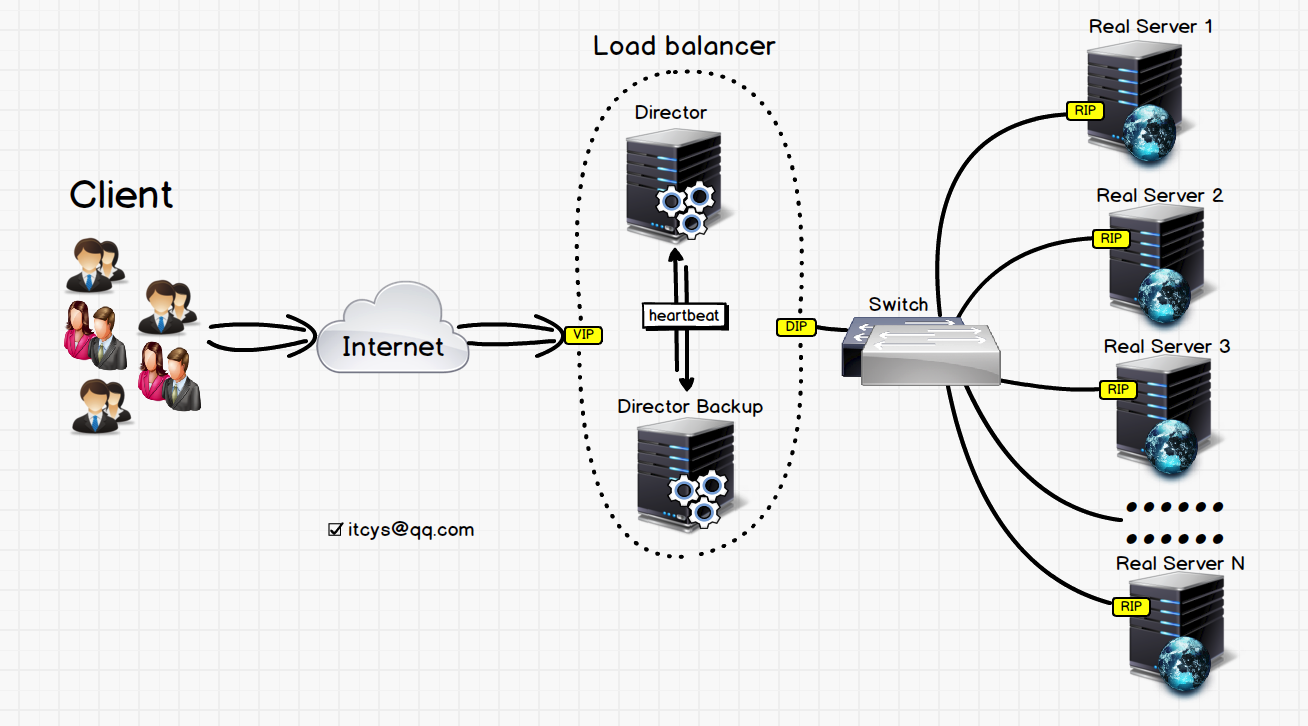 Real Server 1
Load balancer
RIP
Director
Client
Real Server 2
RIP
Switch
heartbeat
VIP
DIP
Internet
Real Server 3
RIP
Director Backup
itcys@qq.com
Real Server N
RIP